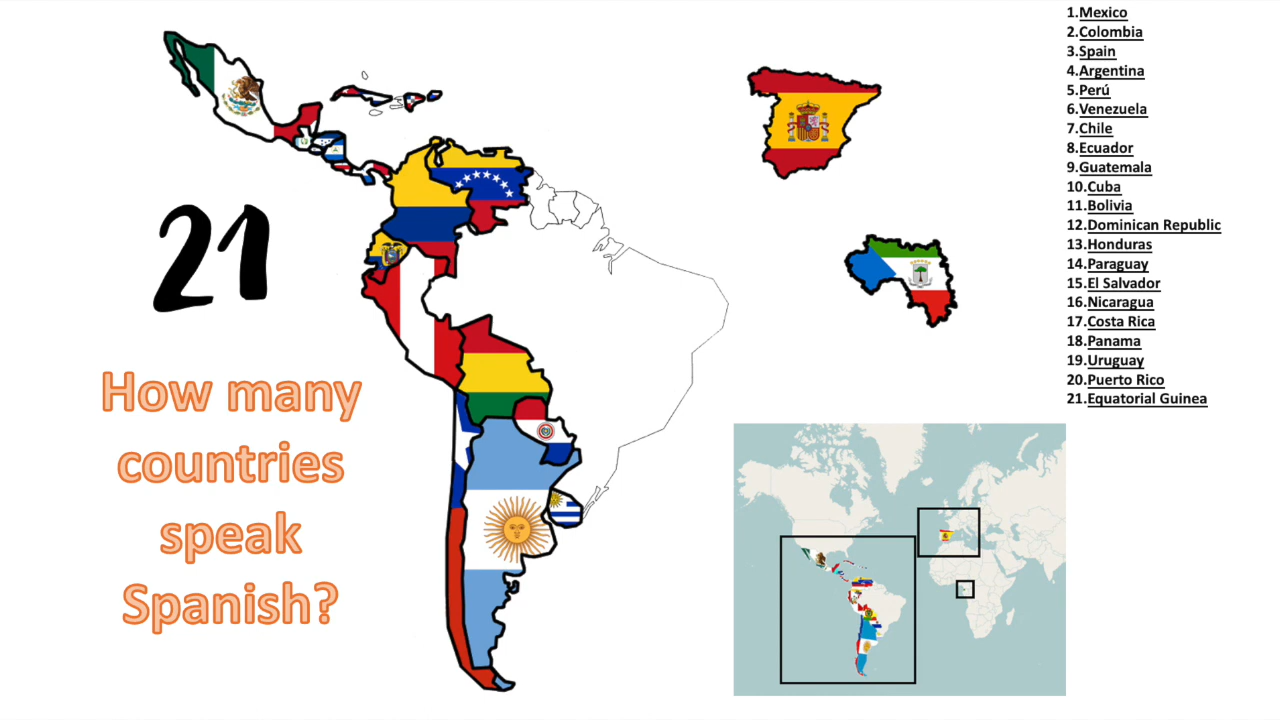 21
How many
countries
speak
Spanish?
1.Mexico
2.Colombia
3.Spain
4.Argentina
5.Perú
6.Venezuela
7.Chile
8.Ecuador
9.Guatemala
10.Cuba
11.Bolivia
12.Dominican Republic
13.Honduras
14.Paraguay
15.El Salvador
16.Nicaragua
17.Costa Rica
18.Panama
19.Uruguay
20.Puerto Rico
21.Equatorial Guinea